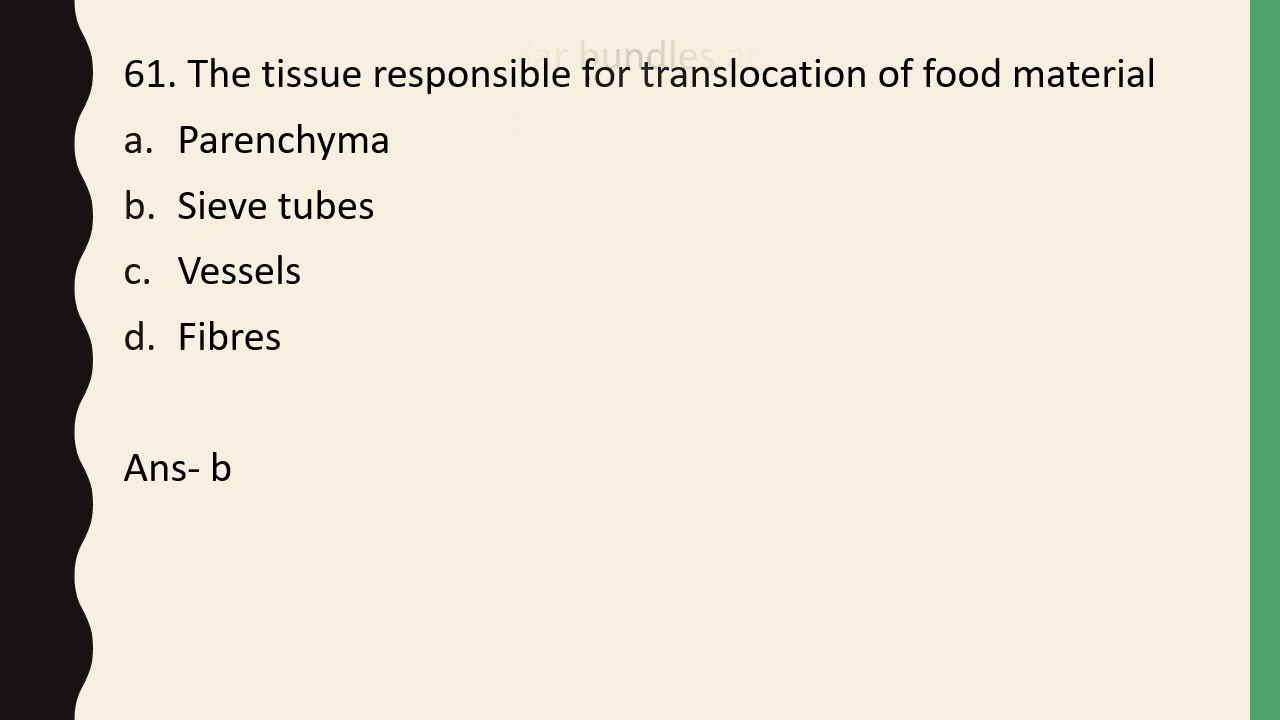 61. The tissue responsible for translocation of food material
a. Parenchyma
b. Sieve tubes
c. Vessels
d. Fibres
Ans- b